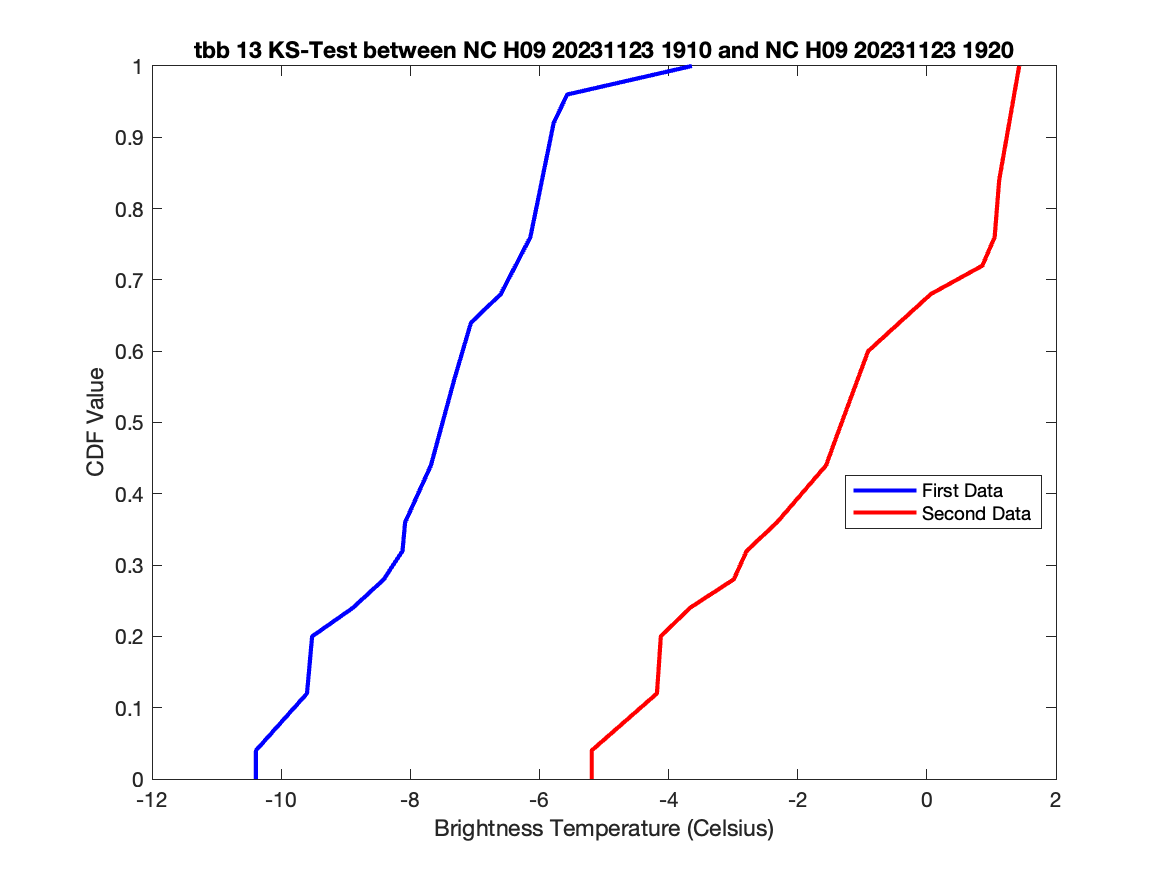 tbb 13 KS-Test between NC H09 20231123 1910 and NC H09 20231123 1920
1
0.9
0.8
0.7
0.6
0.5
0.4
0.3
0.2
0.1
0
CDF Value
First Data
Second Data
-12 -10 -8 -6 -4 -2 0 2
Brightness Temperature (Celsius)